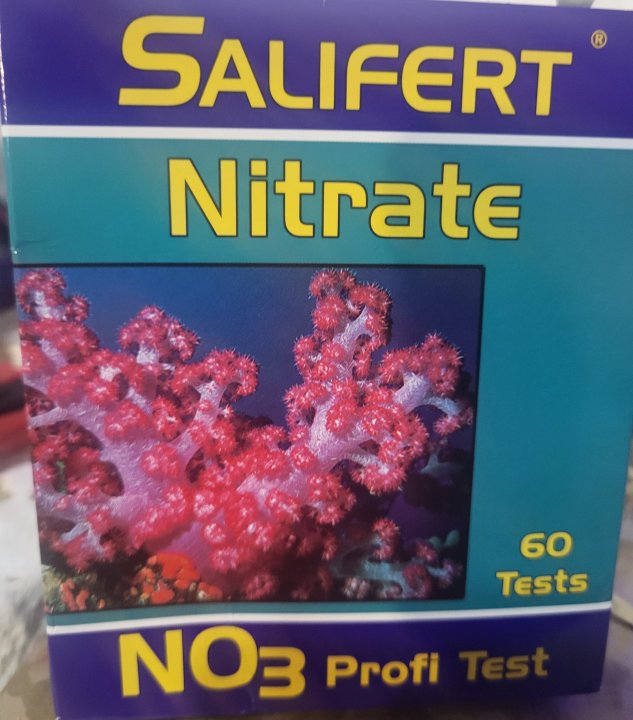 SALIFERT ®
Nitrate
60
Tests
NO3 Profi Test